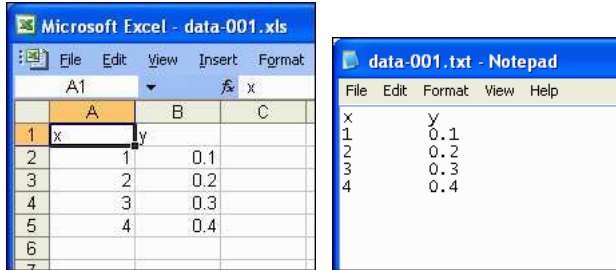 Microsoft Excel - data-001.xls
File Edit View Insert Format
A1 fx x
A B C
1 x y
2 1 0.1
3 2 0.2
4 3 0.3
5 4 0.4
6
7
data-001.txt - Notepad
File Edit Format View Help
x y
1 0.1
2 0.2
3 0.3
4 0.4